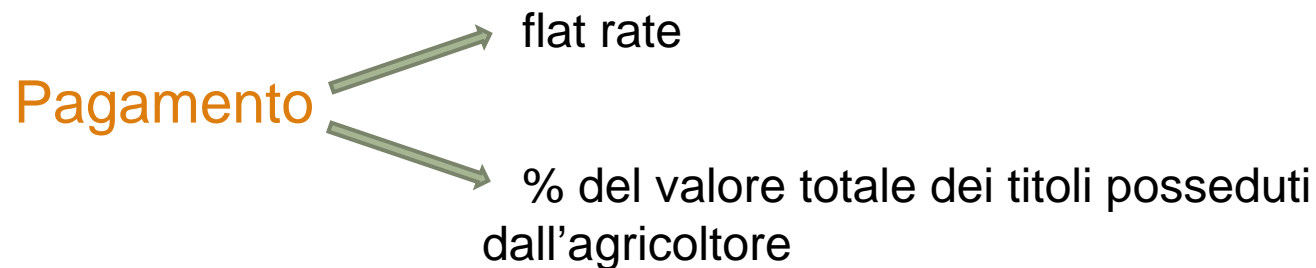 flat rate
Pagamento
% del valore totale dei titoli posseduti
dall'agricoltore